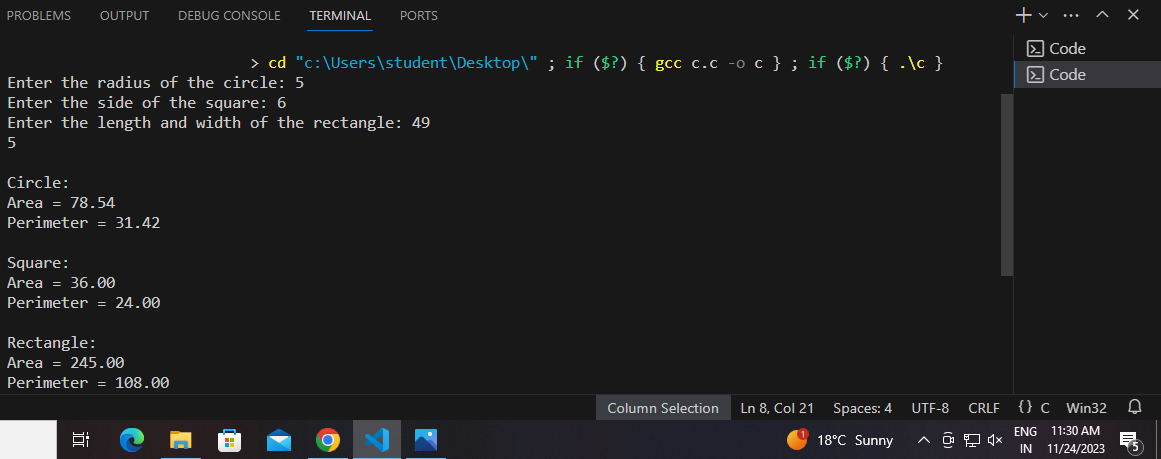 PROBLEMS OUTPUT DEBUG CONSOLE TERMINAL PORTS
> cd "c:\Users\student\Desktop\" ; if ($?) { gcc c.c -o c } ; if ($?) { .\c }
Enter the radius of the circle: 5
Enter the side of the square: 6
Enter the length and width of the rectangle: 49
5
Circle:
Area = 78.54
Perimeter = 31.42
Square:
Area = 36.00
Perimeter = 24.00
Rectangle:
Area = 245.00
Perimeter = 108.00
Code
Code
Column Selection Ln 8, Col 21 Spaces: 4 UTF-8 CRLF {} C Win32
1 18°C Sunny ENG 11:30 AM
IN 11/24/2023 5